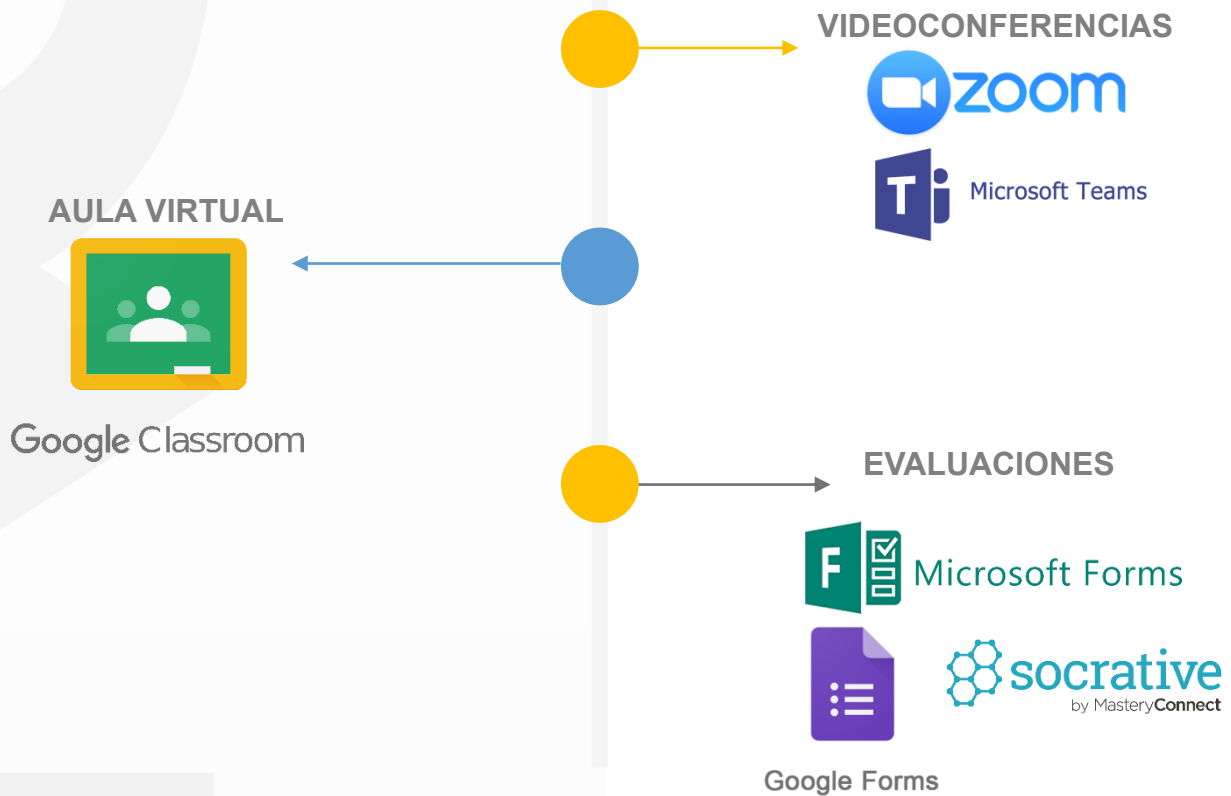 VIDEOCONFERENCIAS
zoom
T
Microsoft Teams
AULA VIRTUAL
Google Classroom
EVALUACIONES
F
Microsoft Forms
socrative
by MasteryConnect
Google Forms